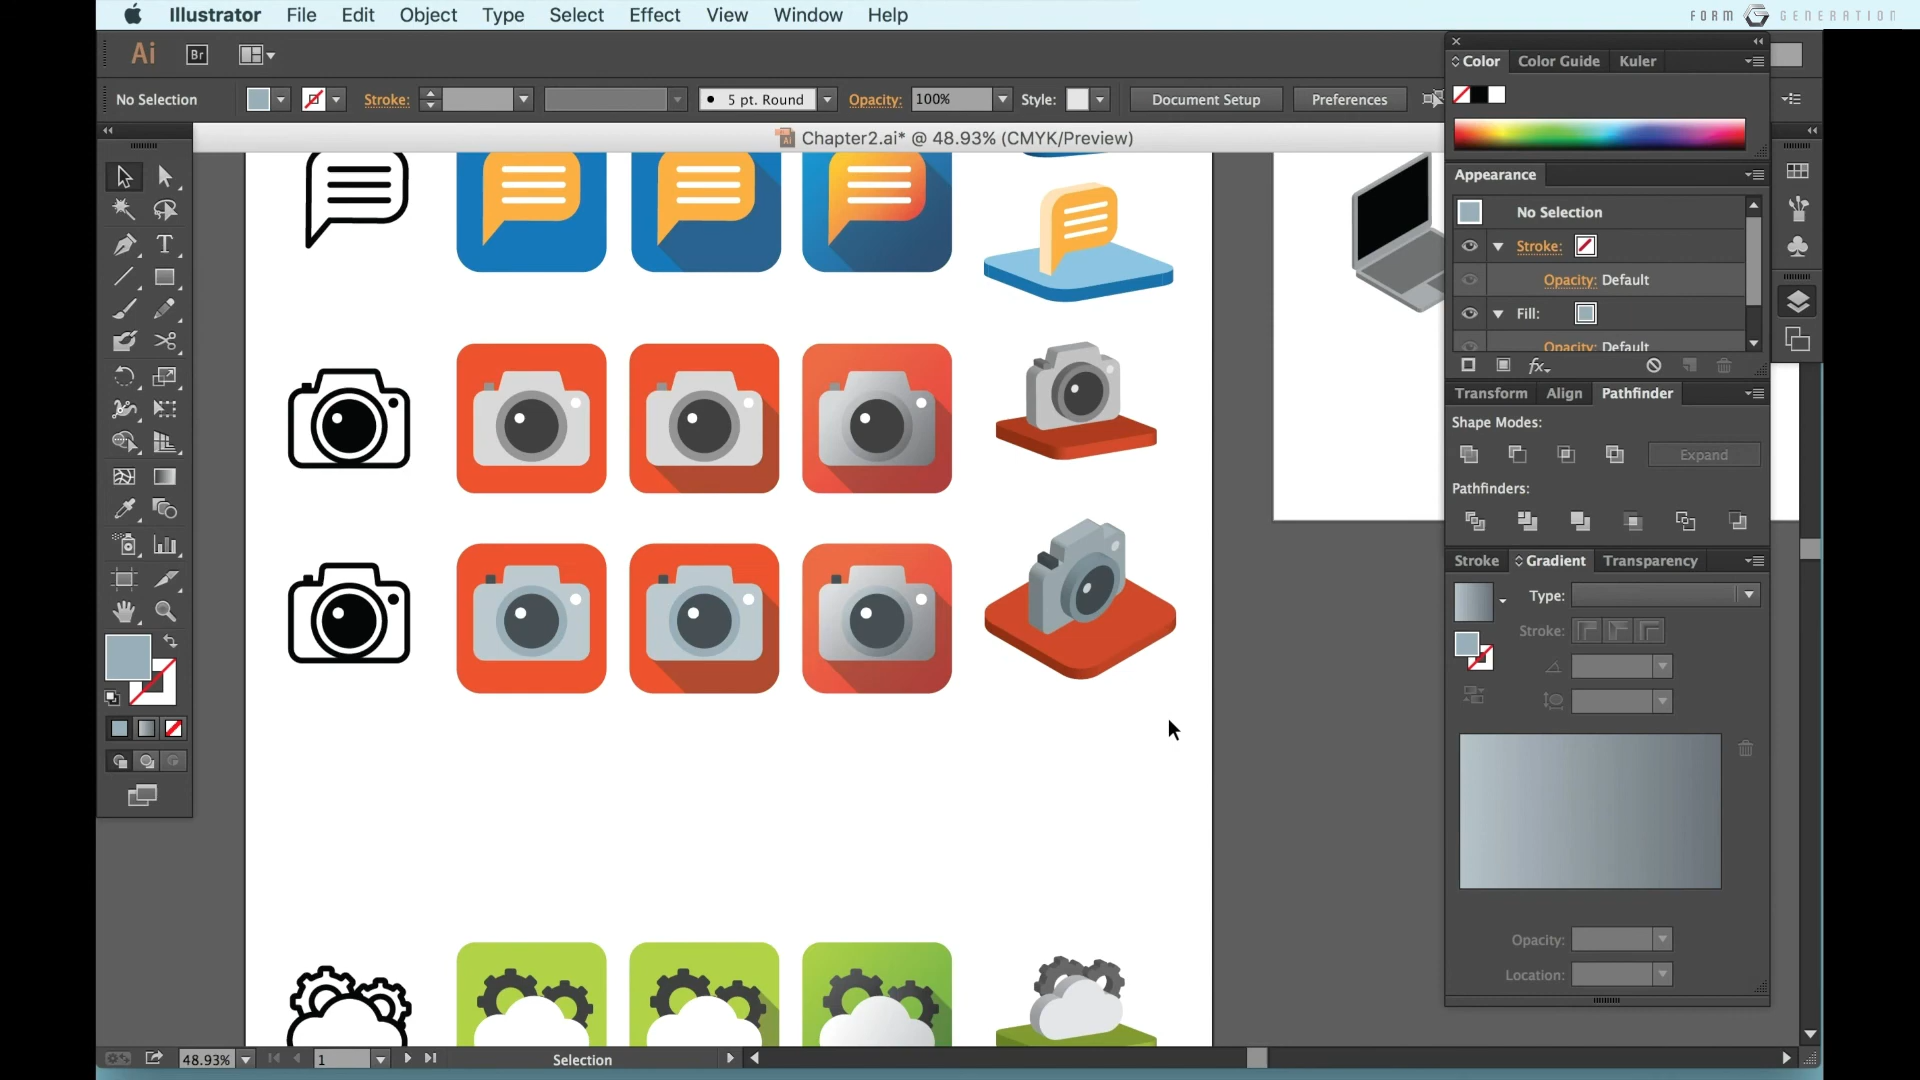 Illustrator File Edit Object Type Select Effect View Window Help
FORM GENERATION
Ai Br
Color Color Guide Kuler
No Selection Stroke: 5 pt. Round Opacity: 100% Style: Document Setup Preferences
Chapter2.ai* @ 48.93% (CMYK/Preview)
Appearance
No Selection
Stroke:
Opacity: Default
Fill:
Opacity: Default
fx
Transform Align Pathfinder
Shape Modes:
Expand
Pathfinders:
Stroke Gradient Transparency
Type:
Stroke:
Opacity:
Location:
48.93% 1 Selection